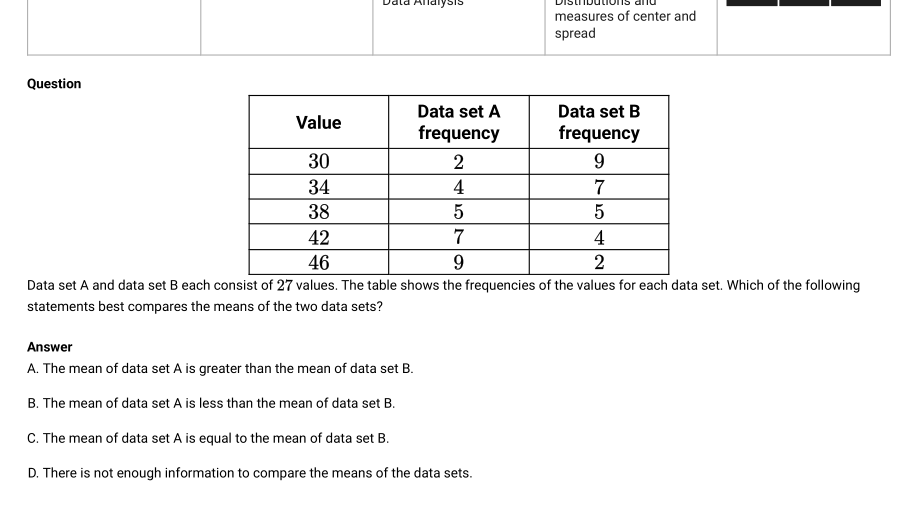 Data Analysis
Distributions and
measures of center and
spread
Question
Value
Data set A
frequency
Data set B
frequency
30 2 9
34 4 7
38 5 5
42 7 4
46 9 2
Data set A and data set B each consist of 27 values. The table shows the frequencies of the values for each data set. Which of the following
statements best compares the means of the two data sets?
Answer
A. The mean of data set A is greater than the mean of data set B.
B. The mean of data set A is less than the mean of data set B.
C. The mean of data set A is equal to the mean of data set B.
D. There is not enough information to compare the means of the data sets.